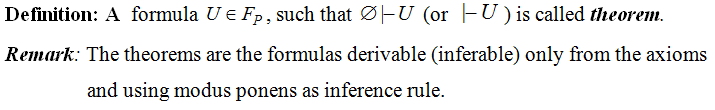 Definition: A formula U ∈ F_P, such that ∅ |– U (or |– U ) is called theorem.
Remark: The theorems are the formulas derivable (inferable) only from the axioms
and using modus ponens as inference rule.